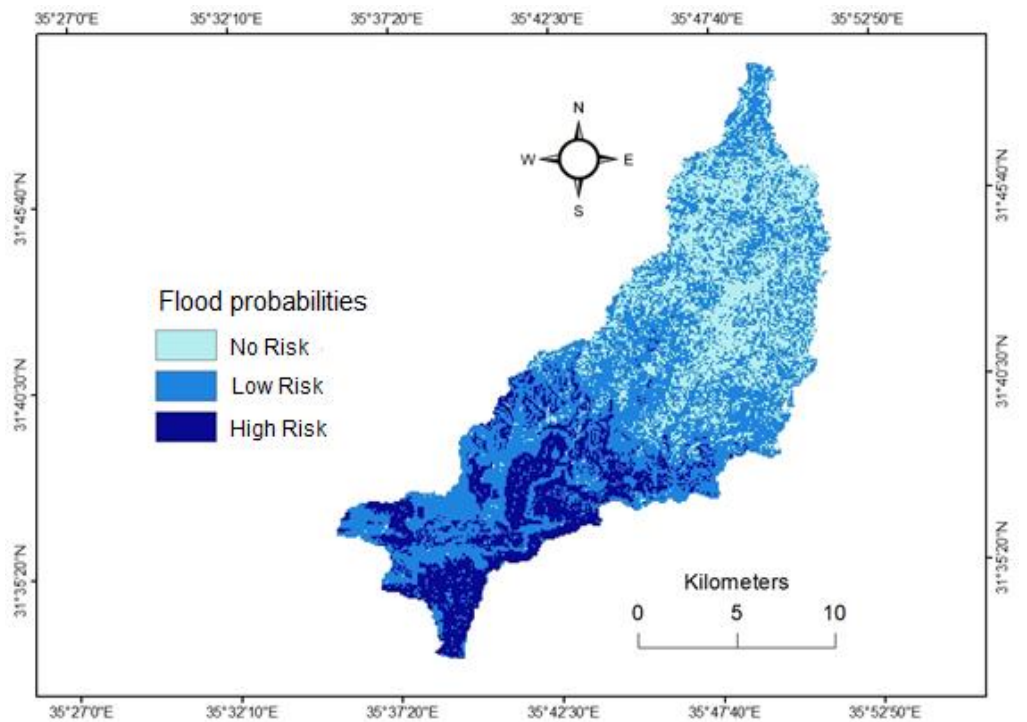 35°27'0"E 35°32'10"E 35°37'20"E 35°42'30"E 35°47'40"E 35°52'50"E
N
W E
S
31°45'40"N 31°45'40"N
Flood probabilities
No Risk
Low Risk
High Risk
31°40'30"N 31°40'30"N
31°35'20"N 31°35'20"N
Kilometers
0 5 10
35°27'0"E 35°32'10"E 35°37'20"E 35°42'30"E 35°47'40"E 35°52'50"E